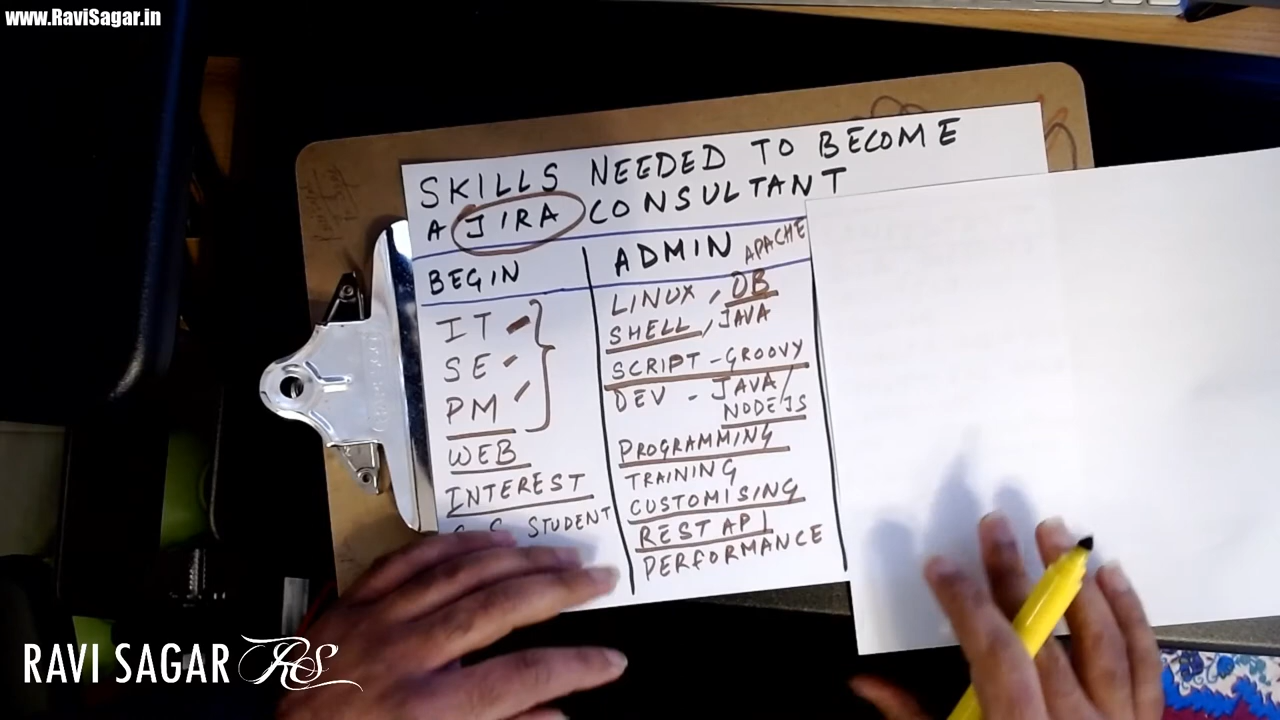 www.RaviSagar.in
SKILLS NEEDED TO BECOME
A JIRA CONSULTANT
BEGIN
IT
SE
PM
WEB
INTEREST
STUDENT
ADMIN APACHE
LINUX, DB
SHELL, JAVA
SCRIPT - GROOVY
DEV - JAVA/
NODEJS
PROGRAMMING
TRAINING
CUSTOMISING
REST API
PERFORMANCE
RAVI SAGAR RS